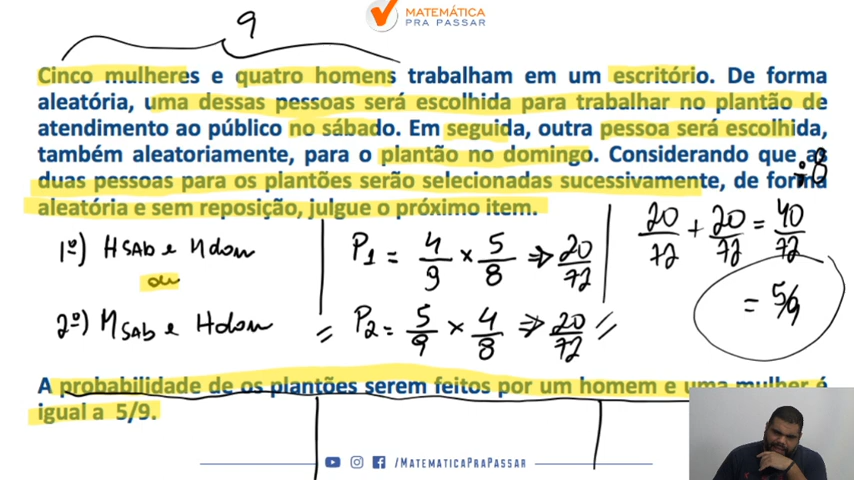 MATEMÁTICA
PRA PASSAR
9
Cinco mulheres e quatro homens trabalham em um escritório. De forma
aleatória, uma dessas pessoas será escolhida para trabalhar no plantão de
atendimento ao público no sábado. Em seguida, outra pessoa será escolhida,
também aleatoriamente, para o plantão no domingo. Considerando que as
duas pessoas para os plantões serão selecionadas sucessivamente, de forma
aleatória e sem reposição, julgue o próximo item.
÷8
1º) HSAB e Mdom P1 = 4/9 × 5/8 ⇒ 20/72 20/72 + 20/72 = 40/72
ou
= 5/9
2º) MSAB e Hdom = P2 = 5/9 × 4/8 ⇒ 20/72 =
A probabilidade de os plantões serem feitos por um homem e uma mulher é
igual a 5/9.
/MATEMATICAPRAPASSAR